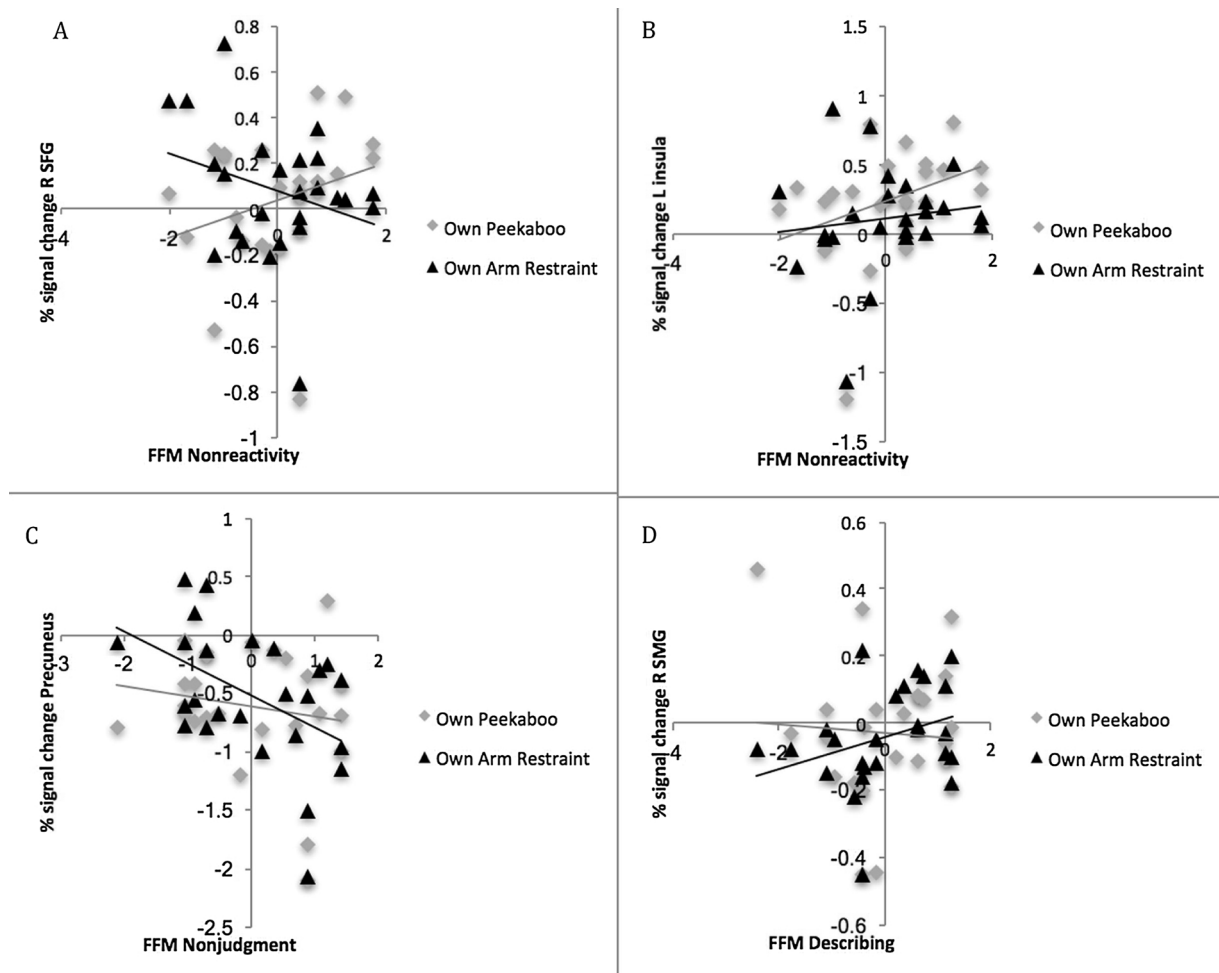 A
0.8
0.6
0.4
0.2
0
-0.2
-0.4
-0.6
-0.8
-1
-4
-2
0
2
% signal change R SFG
FFM Nonreactivity
Own Peekaboo
Own Arm Restraint
B
1.5
1
0.5
0
-0.5
-1
-1.5
-4
-2
0
2
% signal change L insula
FFM Nonreactivity
Own Peekaboo
Own Arm Restraint
C
1
0.5
0
-0.5
-1
-1.5
-2
-2.5
-3
-2
-1
0
1
2
% signal change Precuneus
FFM Nonjudgment
Own Peekaboo
Own Arm Restraint
D
0.6
0.4
0.2
0
-0.2
-0.4
-0.6
-4
-2
0
2
% signal change R SMG
FFM Describing
Own Peekaboo
Own Arm Restraint